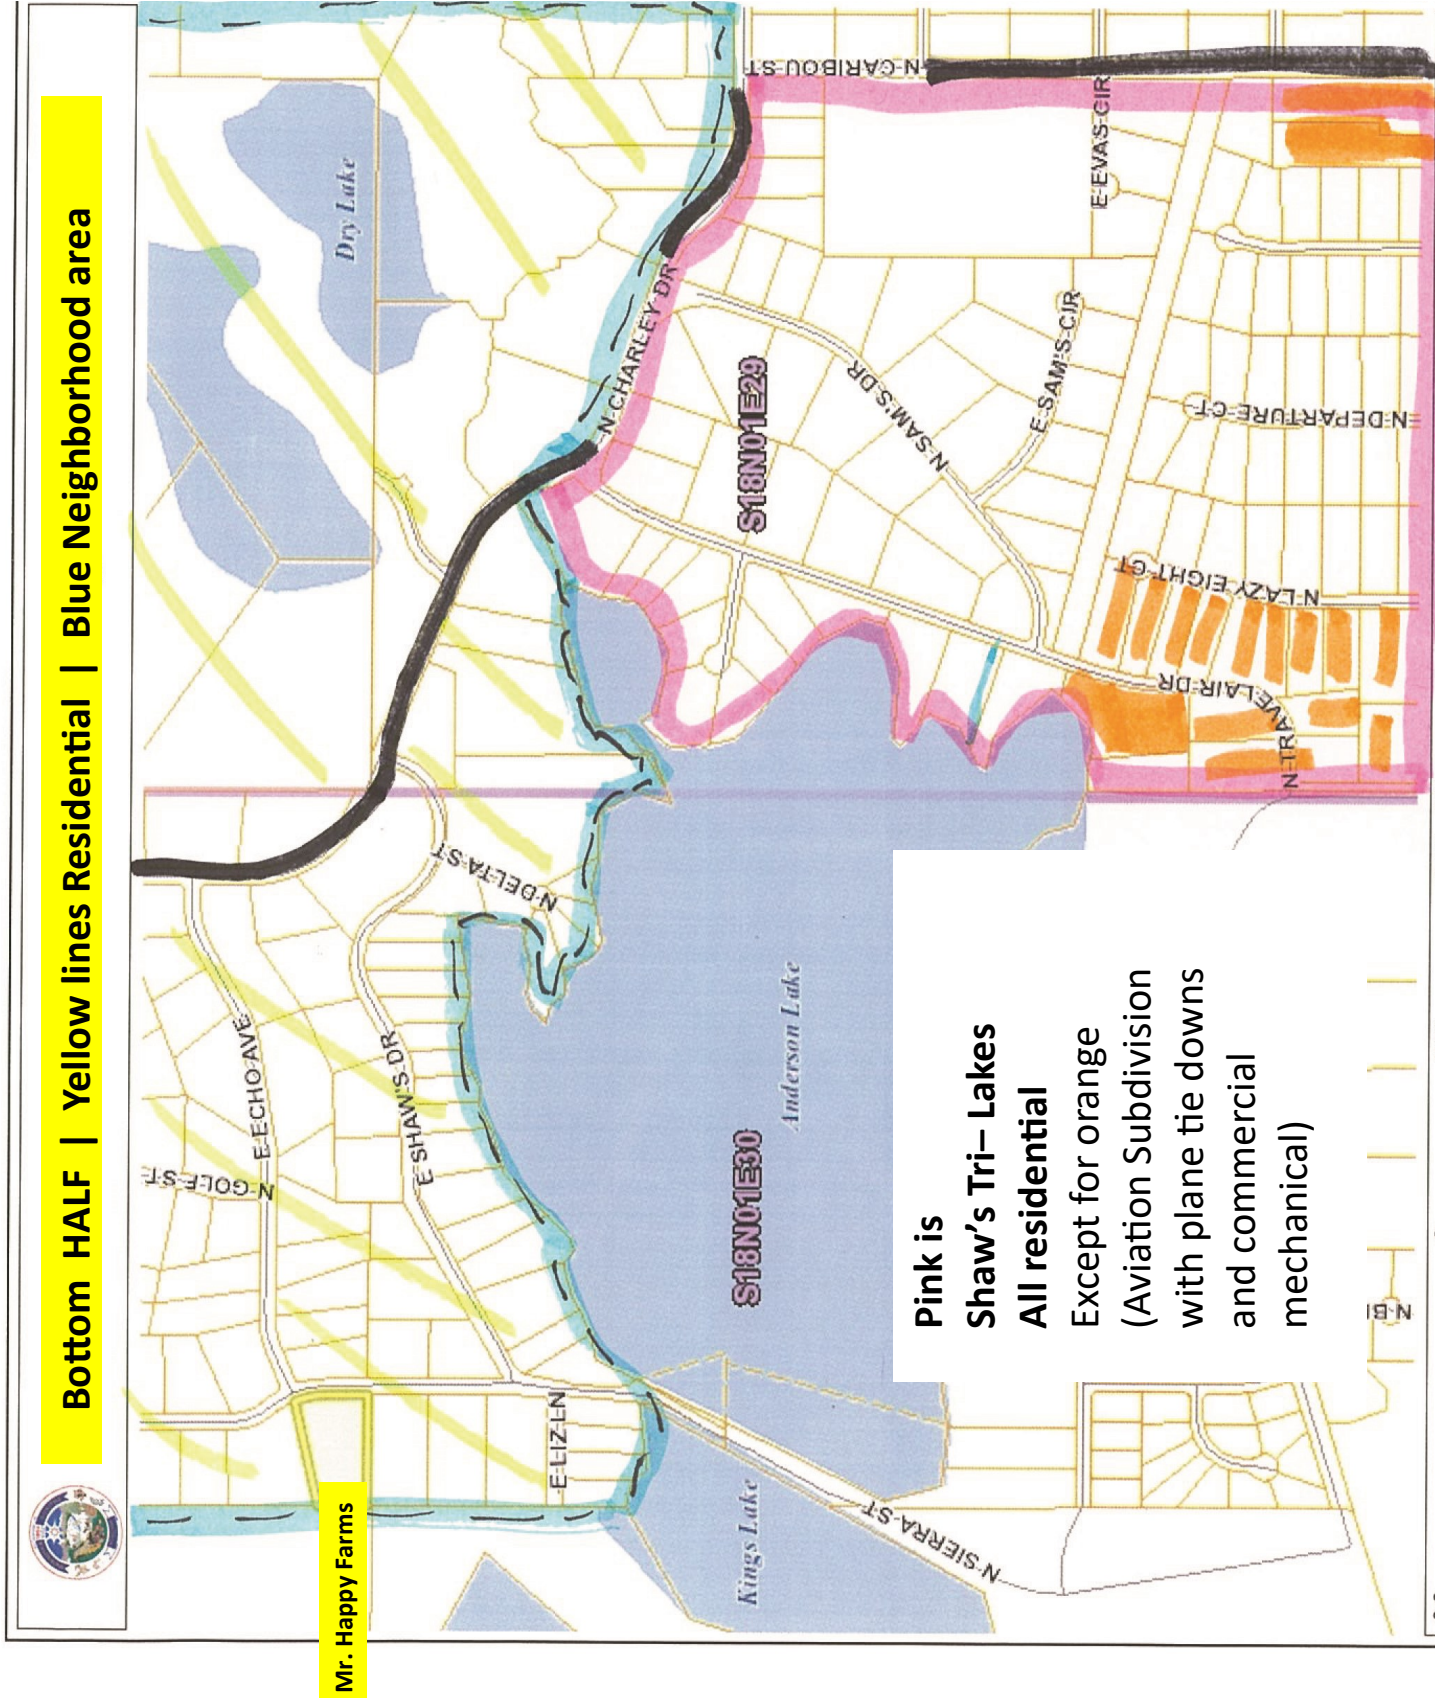 Bottom HALF | Yellow lines Residential | Blue Neighborhood area
Mr. Happy Farms
Dry Lake
N CARIBOU ST
E EVAS CIR
N CHARLEY DR
N SAM'S DR
E SAM'S CIR
S18N01E29
N DEPARTURE CT
N LAZY EIGHT CT
N TRAVELAIR DR
N DELTA ST
E ECHO AVE
N GOLF ST
E SHAW'S DR
E LIZ LN
Anderson Lake
S18N01E30
Kings Lake
N SIERRA ST
Pink is
Shaw's Tri– Lakes
All residential
Except for orange
(Aviation Subdivision
with plane tie downs
and commercial
mechanical)